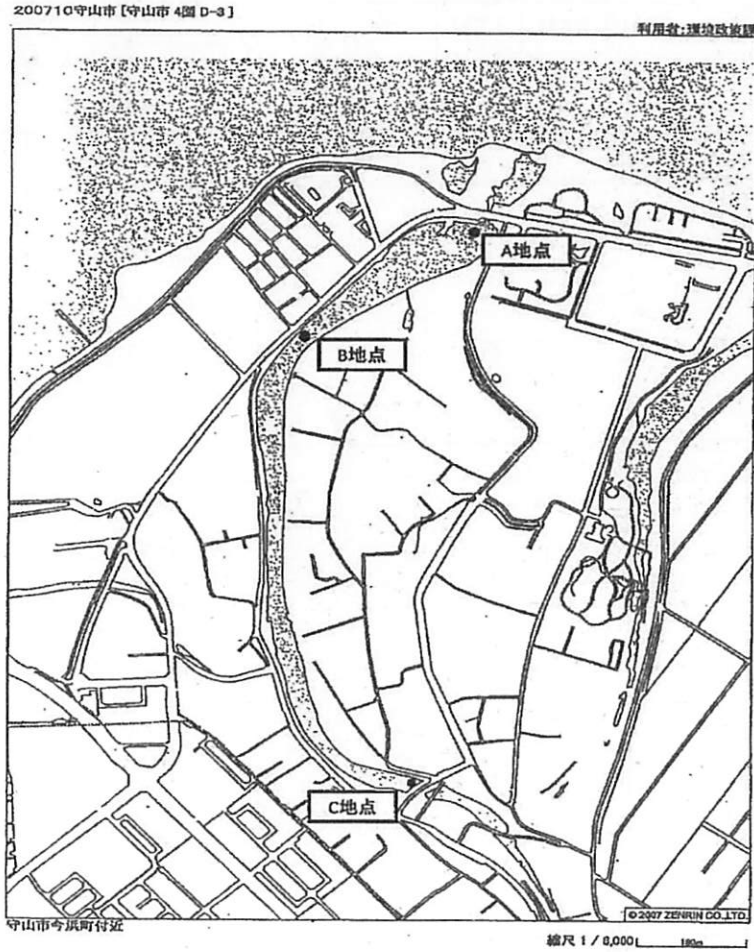 200710守山市 [守山市 4図 D-3]
利用者:環境政策課
A地点
B地点
C地点
© 2007 ZENRIN CO.,LTD.
守山市今浜町付近
縮尺 1 / 8,000
180m